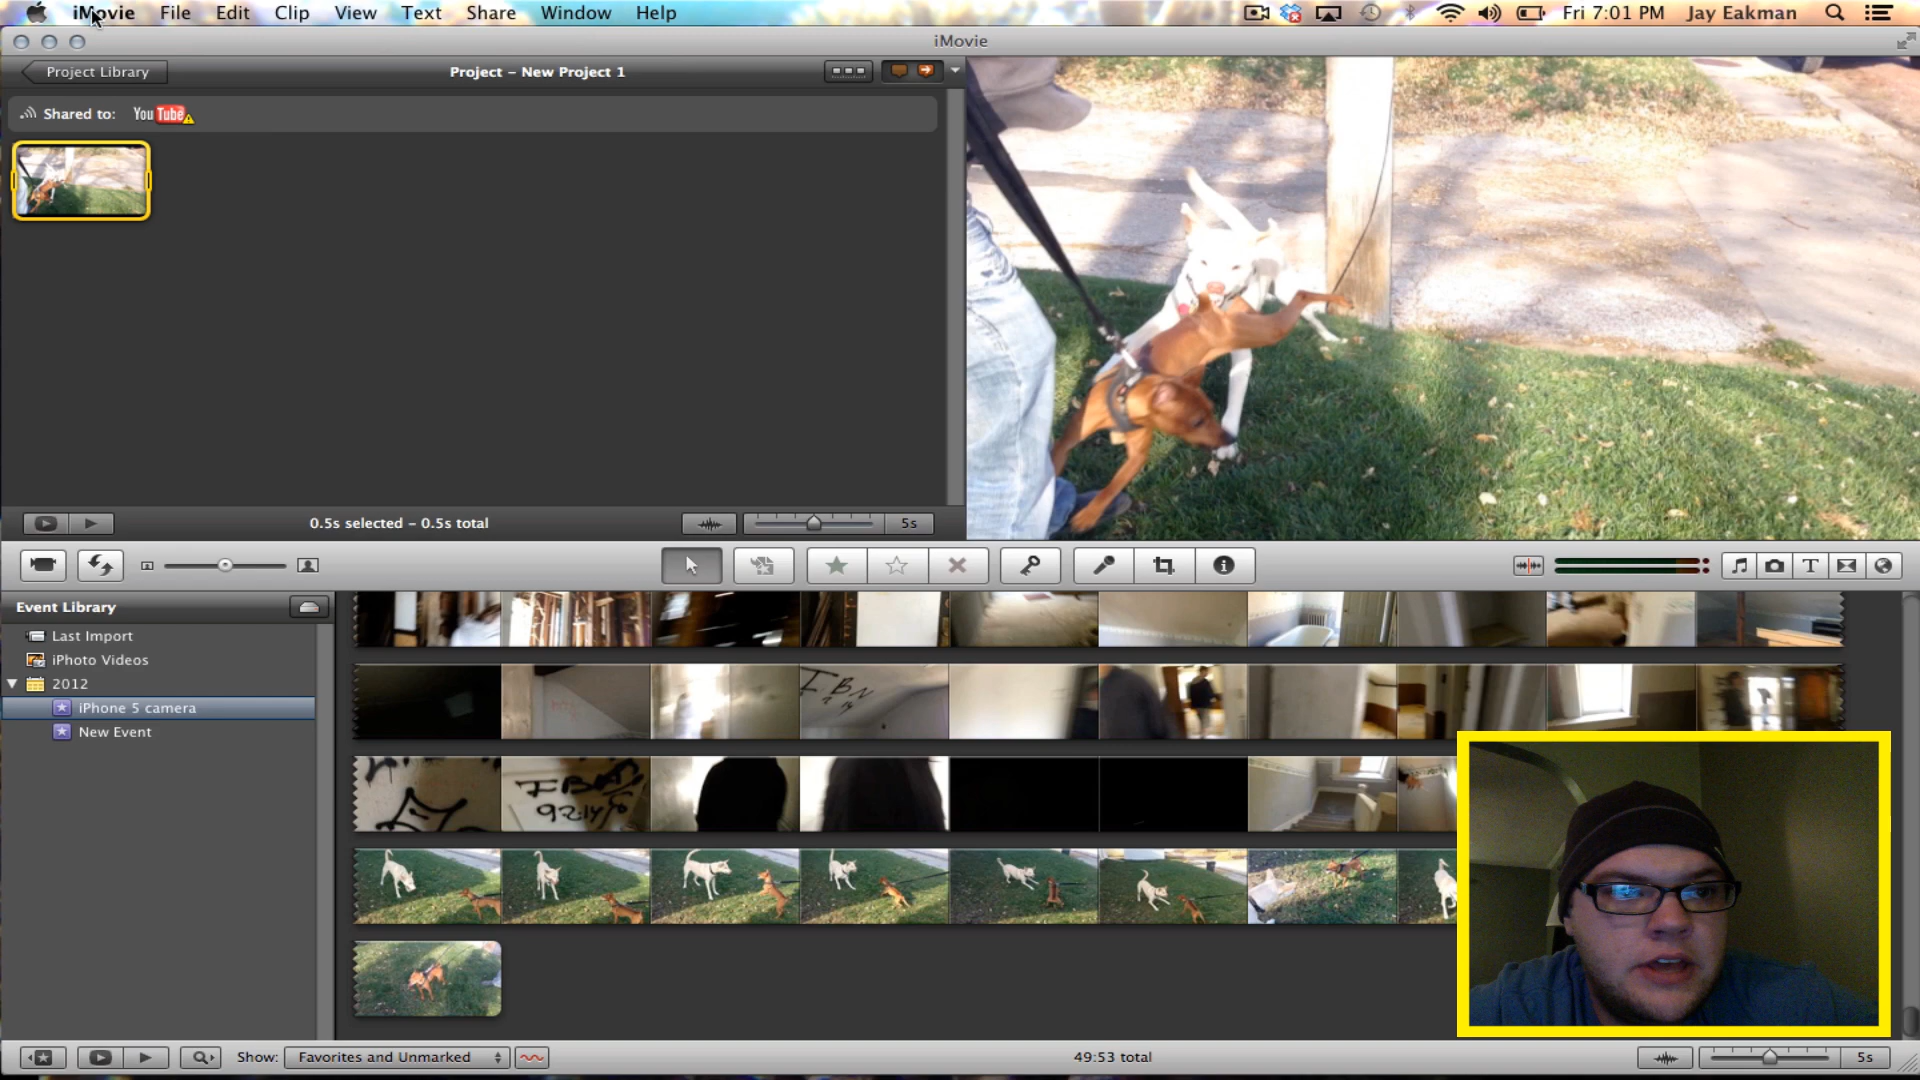 iMovie File Edit Clip View Text Share Window Help Fri 7:01 PM Jay Eakman
iMovie
Project Library Project – New Project 1
Shared to: YouTube
0.5s selected – 0.5s total 5s
T
Event Library
Last Import
iPhoto Videos
2012
iPhone 5 camera
New Event
Show: Favorites and Unmarked 49:53 total 5s